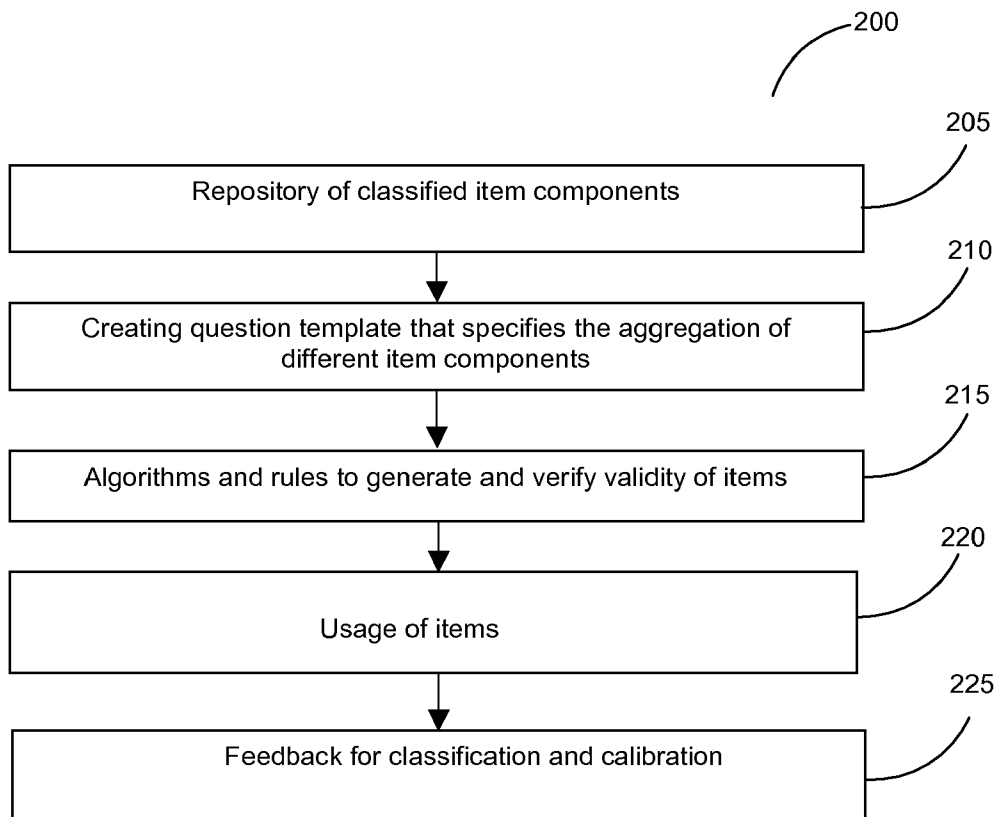 200
205
Repository of classified item components
210
Creating question template that specifies the aggregation of
different item components
215
Algorithms and rules to generate and verify validity of items
220
Usage of items
225
Feedback for classification and calibration